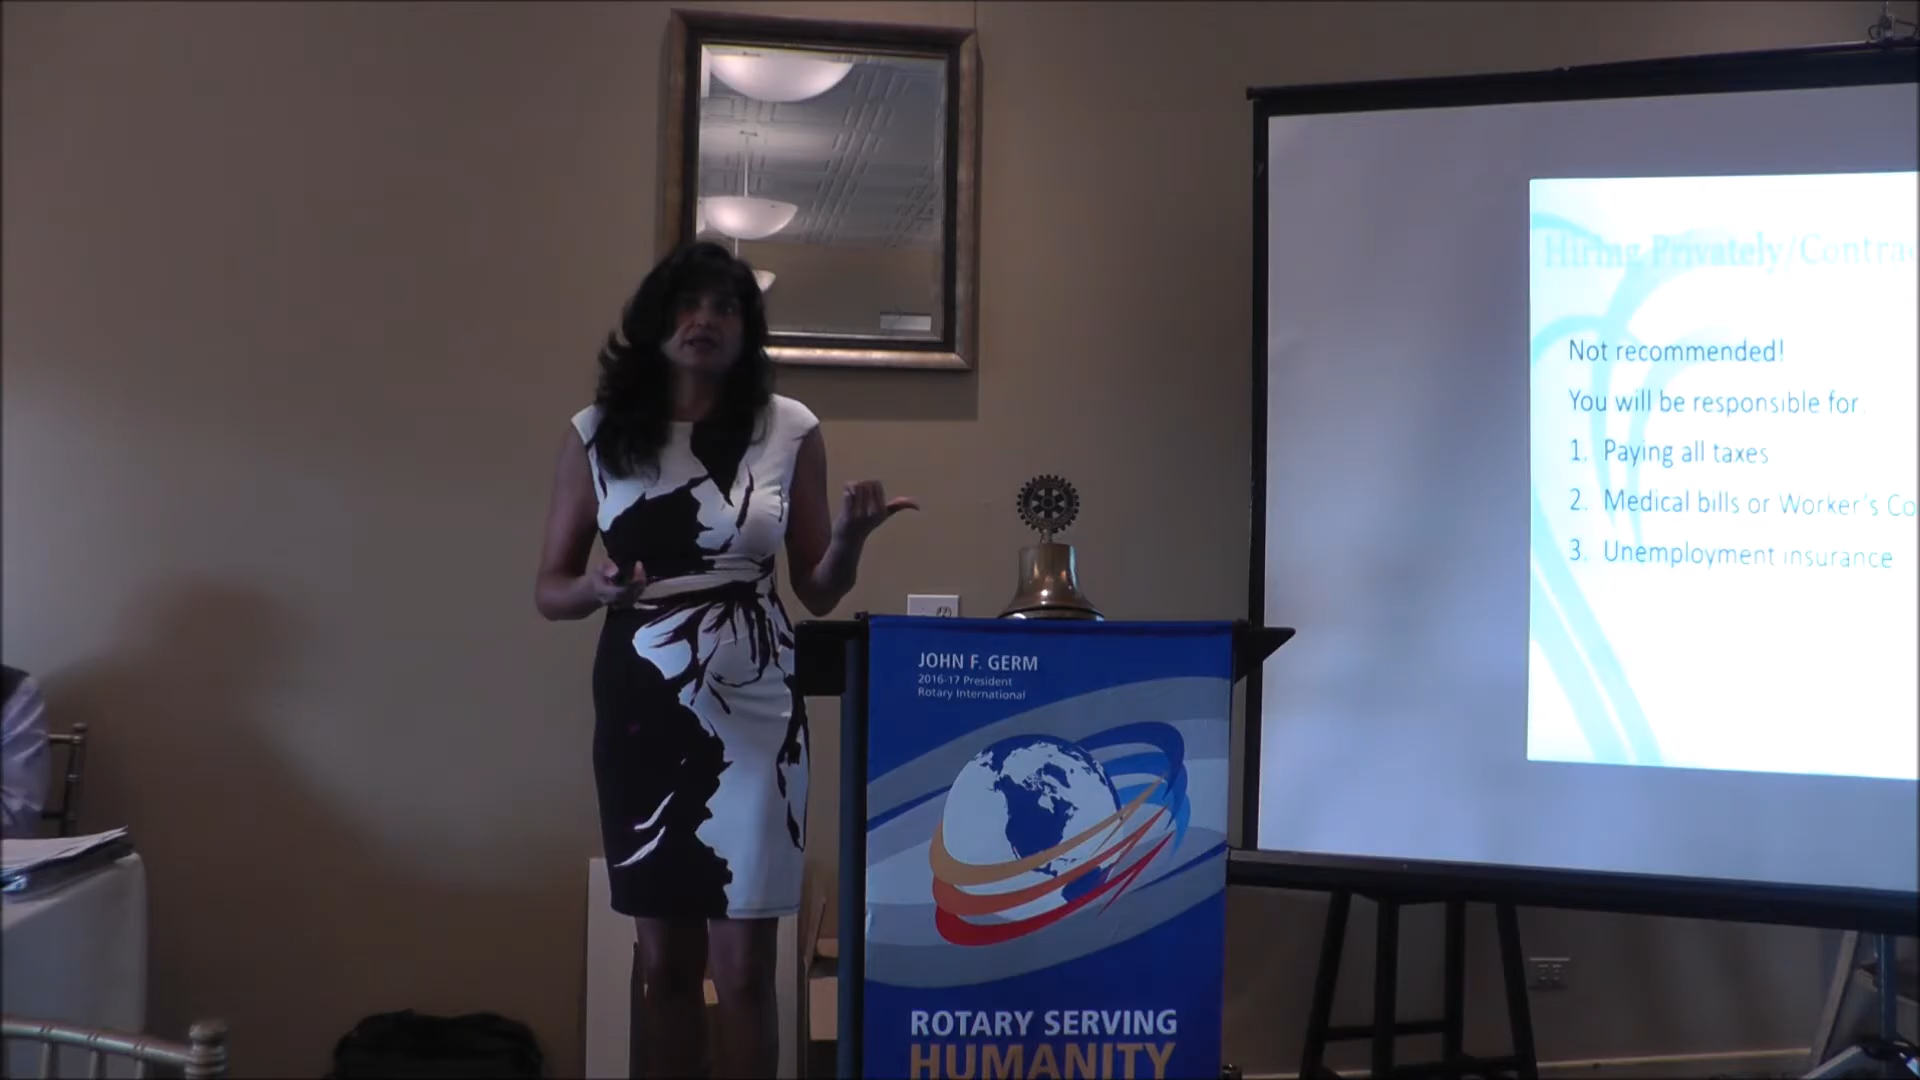 JOHN F. GERM
2016-17 President
Rotary International
ROTARY SERVING
HUMANITY
Hiring Privately/Contra
Not recommended!
You will be responsible for
1. Paying all taxes
2. Medical bills or Worker's Co
3. Unemployment insurance